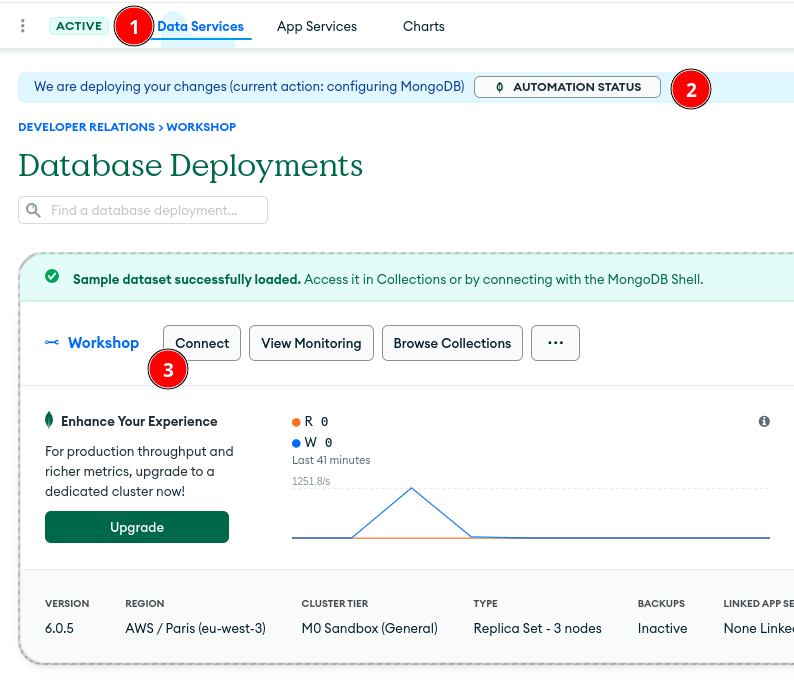 ACTIVE 1 Data Services App Services Charts
We are deploying your changes (current action: configuring MongoDB) AUTOMATION STATUS 2
DEVELOPER RELATIONS > WORKSHOP
Database Deployments
Find a database deployment...
Sample dataset successfully loaded. Access it in Collections or by connecting with the MongoDB Shell.
Workshop Connect View Monitoring Browse Collections ...
3
Enhance Your Experience
For production throughput and
richer metrics, upgrade to a
dedicated cluster now!
Upgrade
R 0
W 0
Last 41 minutes
1251.8/s
VERSION REGION CLUSTER TIER TYPE BACKUPS LINKED APP SE
6.0.5 AWS / Paris (eu-west-3) M0 Sandbox (General) Replica Set - 3 nodes Inactive None Linke